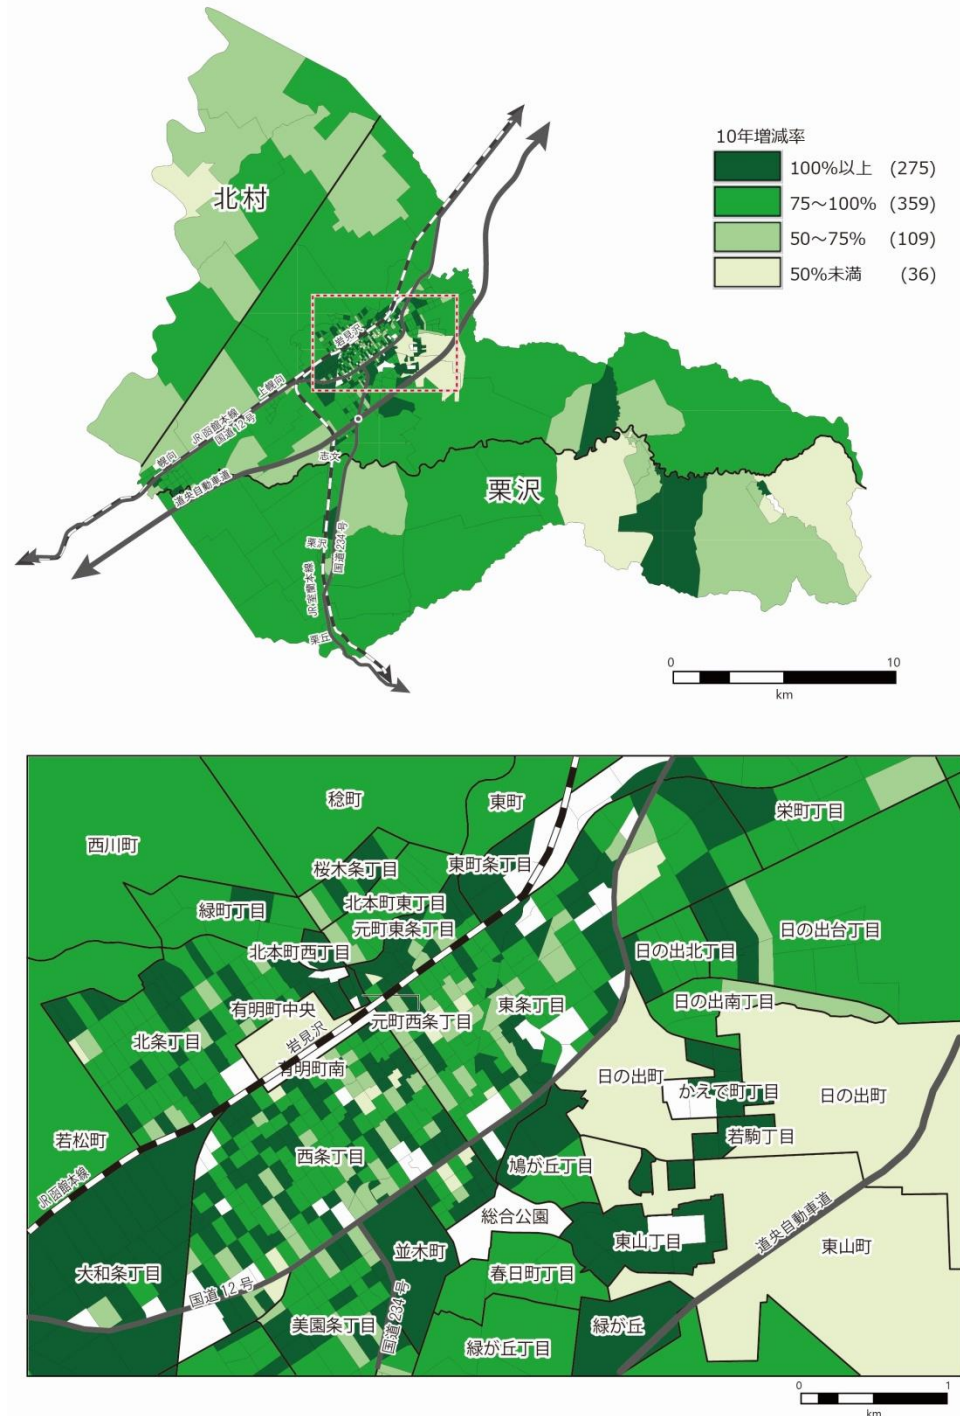 10年増減率
100%以上 (275)
75～100% (359)
50～75% (109)
50%未満 (36)
北村
岩見沢
上幌向
JR函館本線
国道12号
幌向
道央自動車道
志文
栗沢
栗沢
国道234号
JR室蘭本線
栗丘
0 10
km
稔町
東町
西川町
栄町丁目
桜木条丁目
東町条丁目
緑町丁目
北本町東丁目
元町東条丁目
日の出台丁目
北本町西丁目
日の出北丁目
有明町中央
日の出南丁目
東条丁目
元町西条丁目
北条丁目
岩見沢
有明町南
日の出町
かえで町丁目
日の出町
若松町
若駒丁目
西条丁目
鳩が丘丁目
JR函館本線
総合公園
東山丁目
道央自動車道
並木町
東山町
大和条丁目
春日町丁目
国道12号
国道234号
美園条丁目
緑が丘
緑が丘丁目
0 1
km